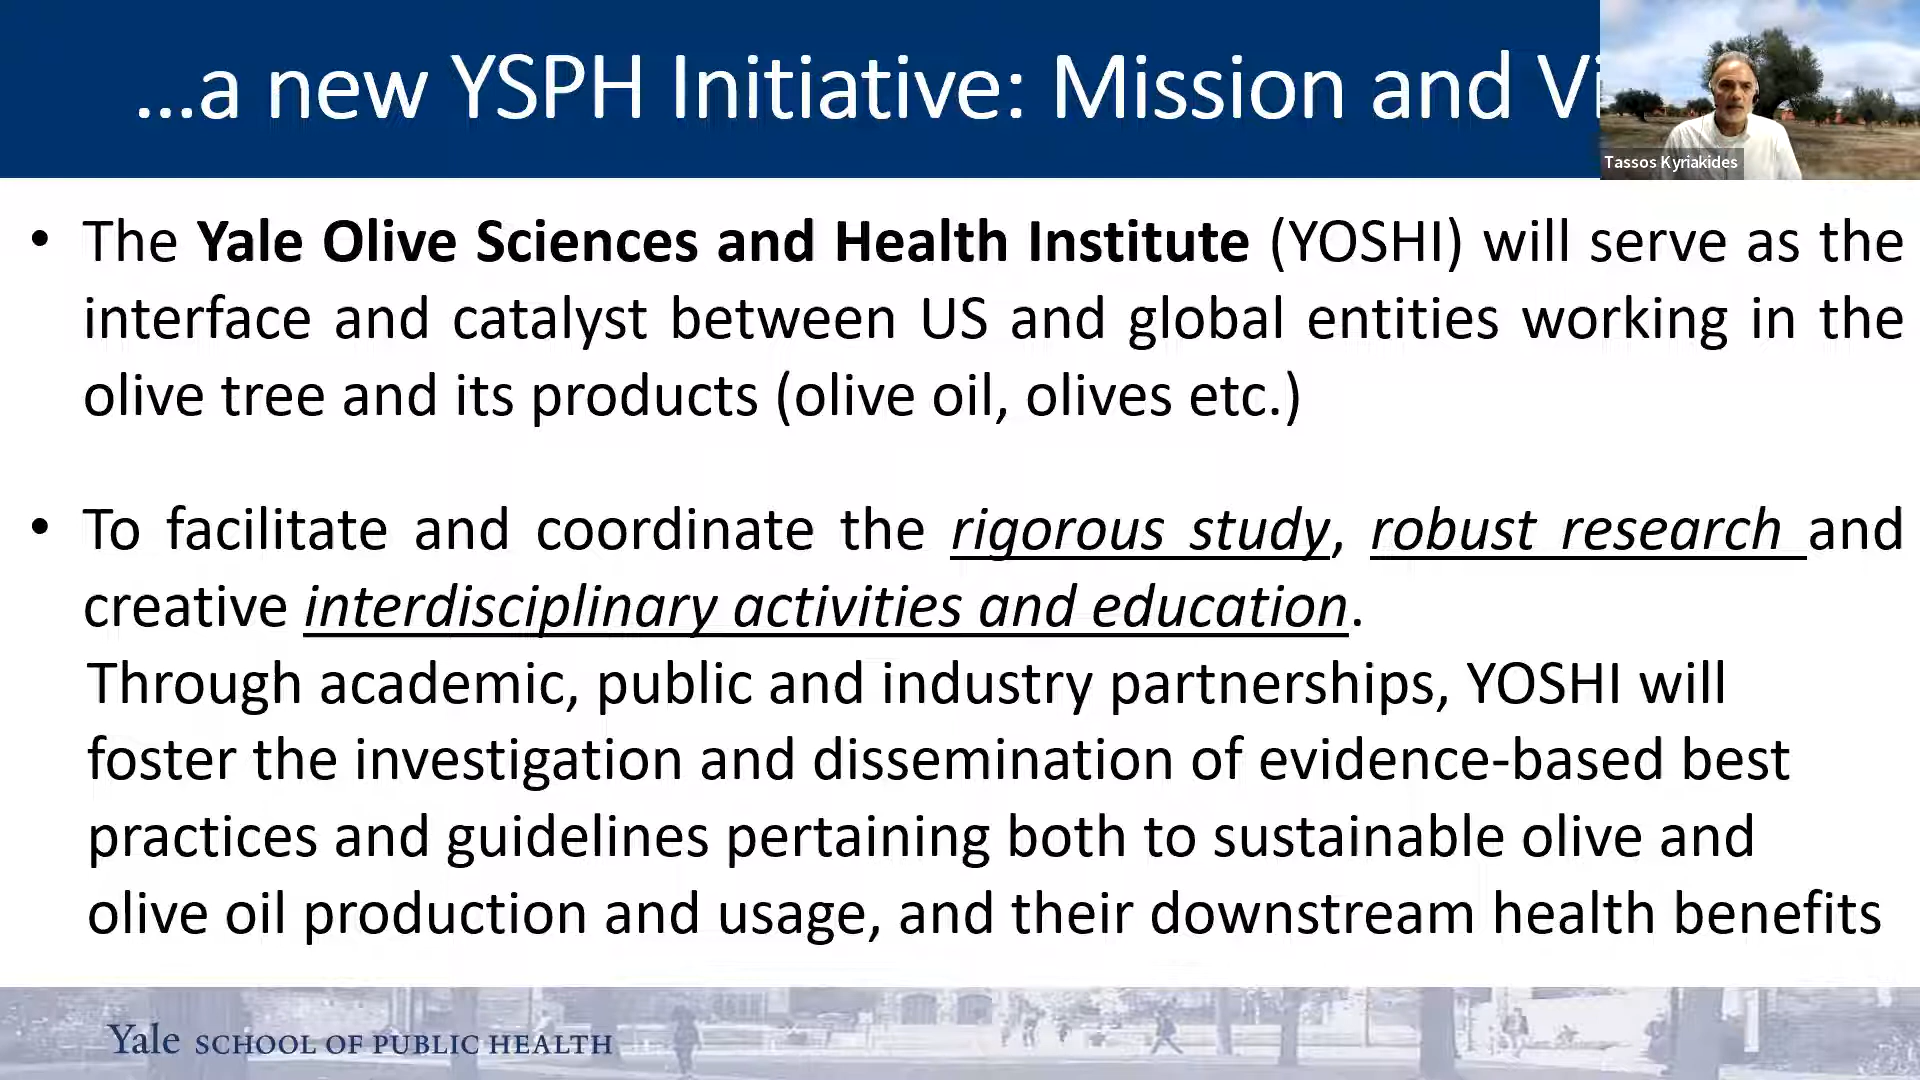 ...a new YSPH Initiative: Mission and Vi
Tassos Kyriakides
• The Yale Olive Sciences and Health Institute (YOSHI) will serve as the
interface and catalyst between US and global entities working in the
olive tree and its products (olive oil, olives etc.)
• To facilitate and coordinate the rigorous study, robust research and
creative interdisciplinary activities and education.
Through academic, public and industry partnerships, YOSHI will
foster the investigation and dissemination of evidence-based best
practices and guidelines pertaining both to sustainable olive and
olive oil production and usage, and their downstream health benefits
Yale SCHOOL OF PUBLIC HEALTH